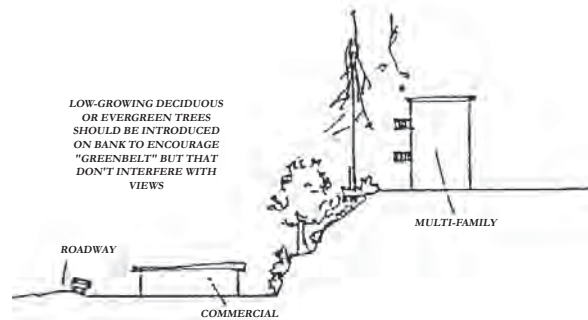 LOW-GROWING DECIDUOUS
OR EVERGREEN TREES
SHOULD BE INTRODUCED
ON BANK TO ENCOURAGE
"GREENBELT" BUT THAT
DON'T INTERFERE WITH
VIEWS
MULTI-FAMILY
ROADWAY
COMMERCIAL